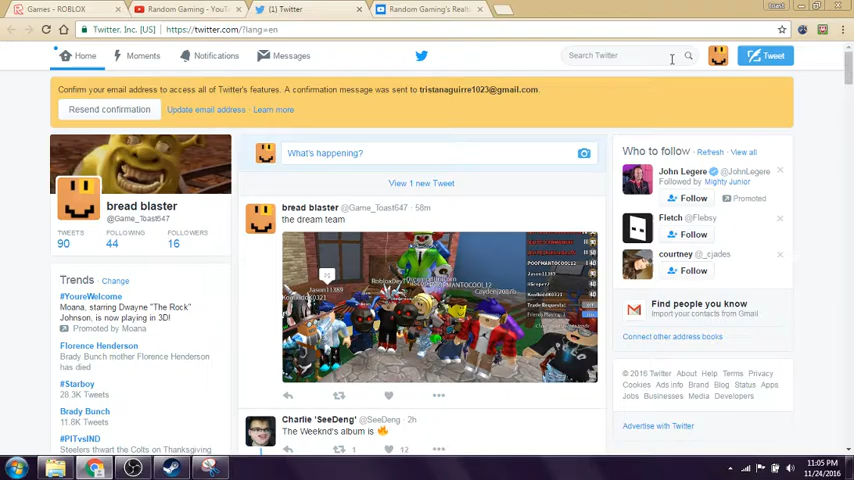 Games - ROBLOX
Random Gaming - YouTu
(1) Twitter
Random Gaming's Realti
Twitter, Inc. [US]
https://twitter.com/?lang=en
Home
Moments
Notifications
Messages
Search Twitter
Tweet
Confirm your email address to access all of Twitter's features. A confirmation message was sent to tristanaguirre1023@gmail.com.
Resend confirmation
Update email address · Learn more
bread blaster
@Game_Toast647
TWEETS FOLLOWING FOLLOWERS
90 44 16
Trends · Change
#YoureWelcome
Moana, starring Dwayne "The Rock"
Johnson, is now playing in 3D!
Promoted by Moana
Florence Henderson
Brady Bunch mother Florence Henderson
has died
#Starboy
28.3K Tweets
Brady Bunch
11.6K Tweets
#PITvsIND
Steelers thwart the Colts on Thanksgiving
What's happening?
View 1 new Tweet
bread blaster @Game_Toast647 · 58m
the dream team
POOPMANTOCOOL12
Jason11389
Charlie 'SeeDeng' @SeeDeng · 2h
The Weeknd's album is
1
12
Who to follow · Refresh · View all
John Legere @JohnLegere
Followed by Mighty Junior
Follow
Promoted
Fletch @Flebsy
Follow
courtney @_cjades
Follow
Find people you know
Import your contacts from Gmail
Connect other address books
© 2016 Twitter About Help Terms Privacy
Cookies Ads info Brand Blog Status Apps
Jobs Businesses Media Developers
Advertise with Twitter
11:05 PM
11/24/2016